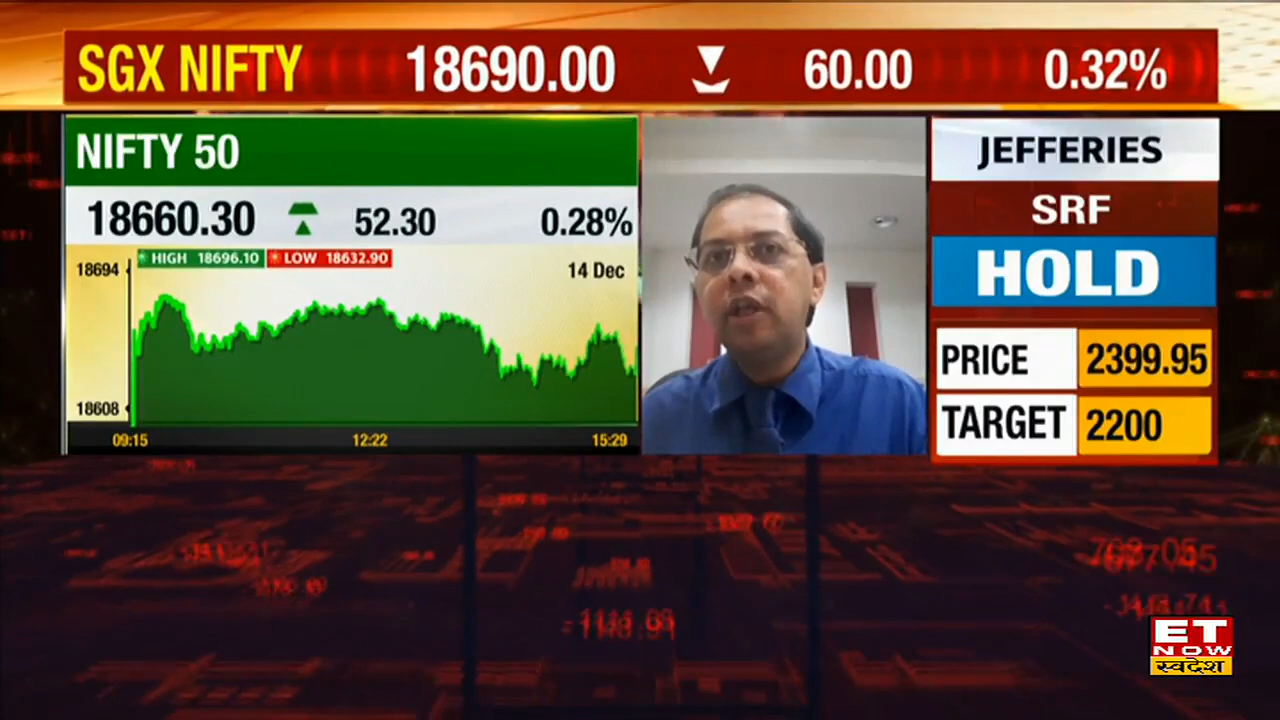 SGX NIFTY 18690.00 60.00 0.32%
NIFTY 50
18660.30 52.30 0.28%
HIGH 18696.10 LOW 18632.90
14 Dec
18694
18608
09:15 12:22 15:29
JEFFERIES
SRF
HOLD
PRICE 2399.95
TARGET 2200
ET
NOW
स्वदेश